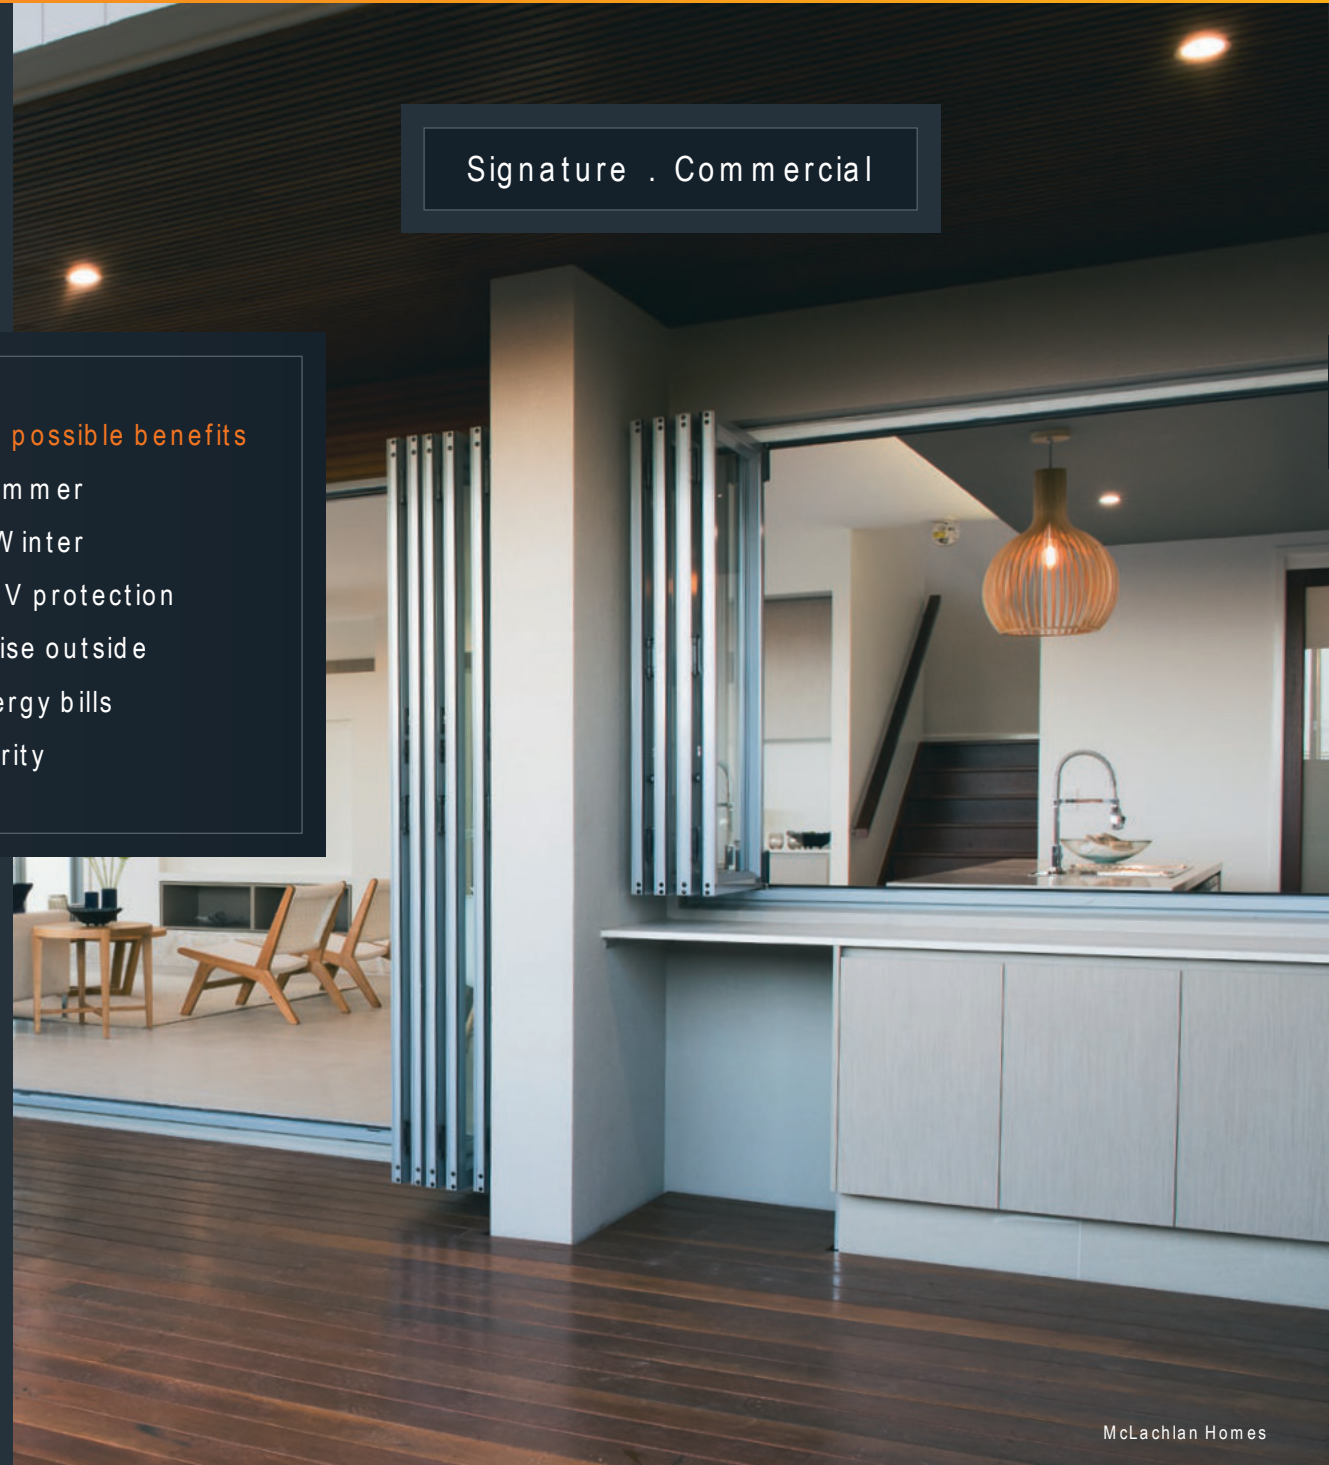 Signature . Commercial
possible benefits
mmer
Winter
V protection
ise outside
ergy bills
rity
McLachlan Homes